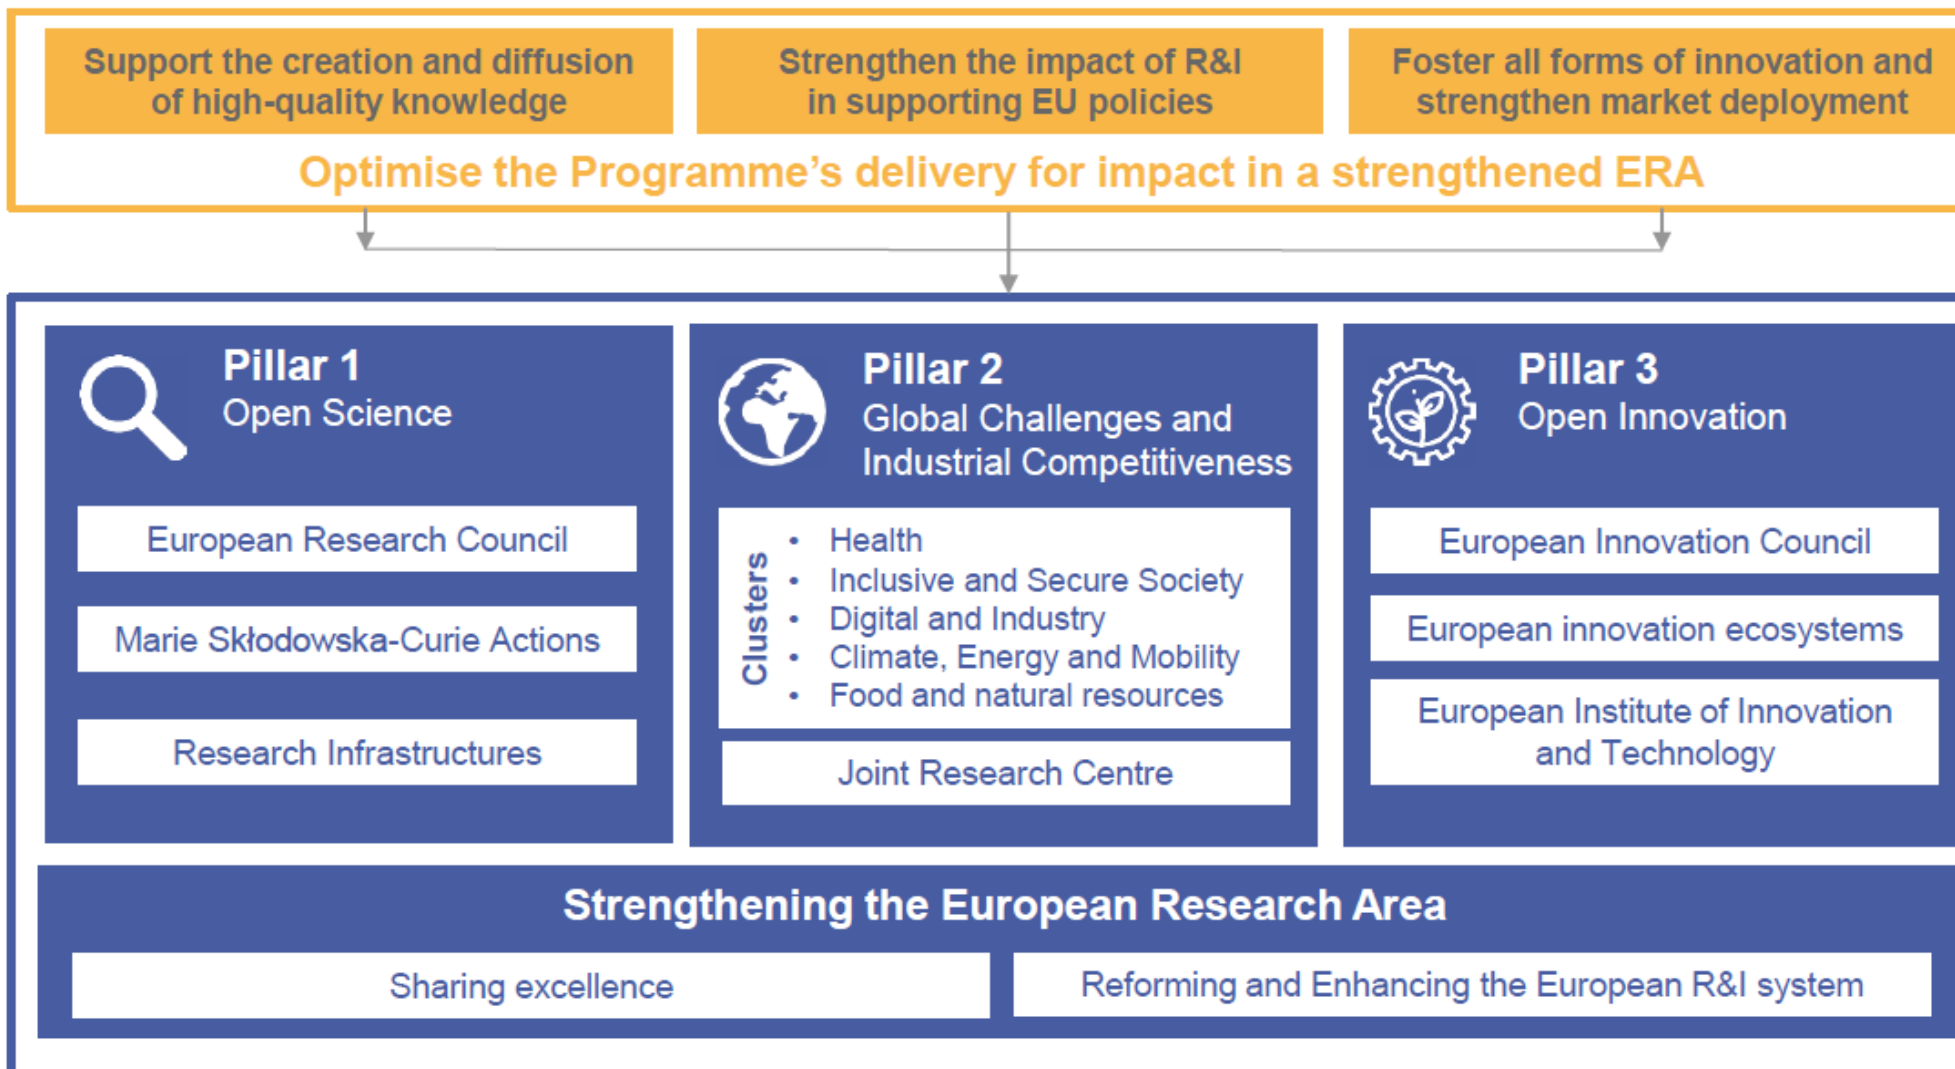 Support the creation and diffusion
of high-quality knowledge
Strengthen the impact of R&I
in supporting EU policies
Foster all forms of innovation and
strengthen market deployment
Optimise the Programme's delivery for impact in a strengthened ERA
Pillar 1
Open Science
European Research Council
Marie Skłodowska-Curie Actions
Research Infrastructures
Pillar 2
Global Challenges and
Industrial Competitiveness
Clusters
• Health
• Inclusive and Secure Society
• Digital and Industry
• Climate, Energy and Mobility
• Food and natural resources
Joint Research Centre
Pillar 3
Open Innovation
European Innovation Council
European innovation ecosystems
European Institute of Innovation
and Technology
Strengthening the European Research Area
Sharing excellence
Reforming and Enhancing the European R&I system